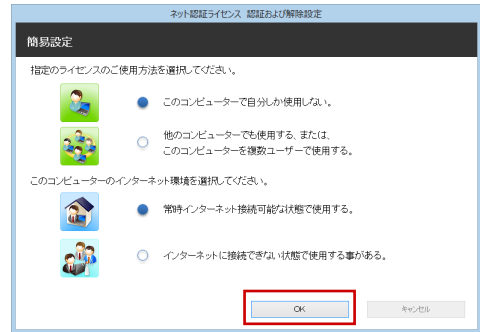 ネット認証ライセンス 認証および解除設定
簡易設定
指定のライセンスのご使用方法を選択してください。
このコンピューターで自分しか使用しない。
他のコンピューターでも使用する、または、
このコンピューターを複数ユーザーで使用する。
このコンピューターのインターネット環境を選択してください。
常時インターネット接続可能な状態で使用する。
インターネットに接続できない状態で使用する事がある。
OK
キャンセル